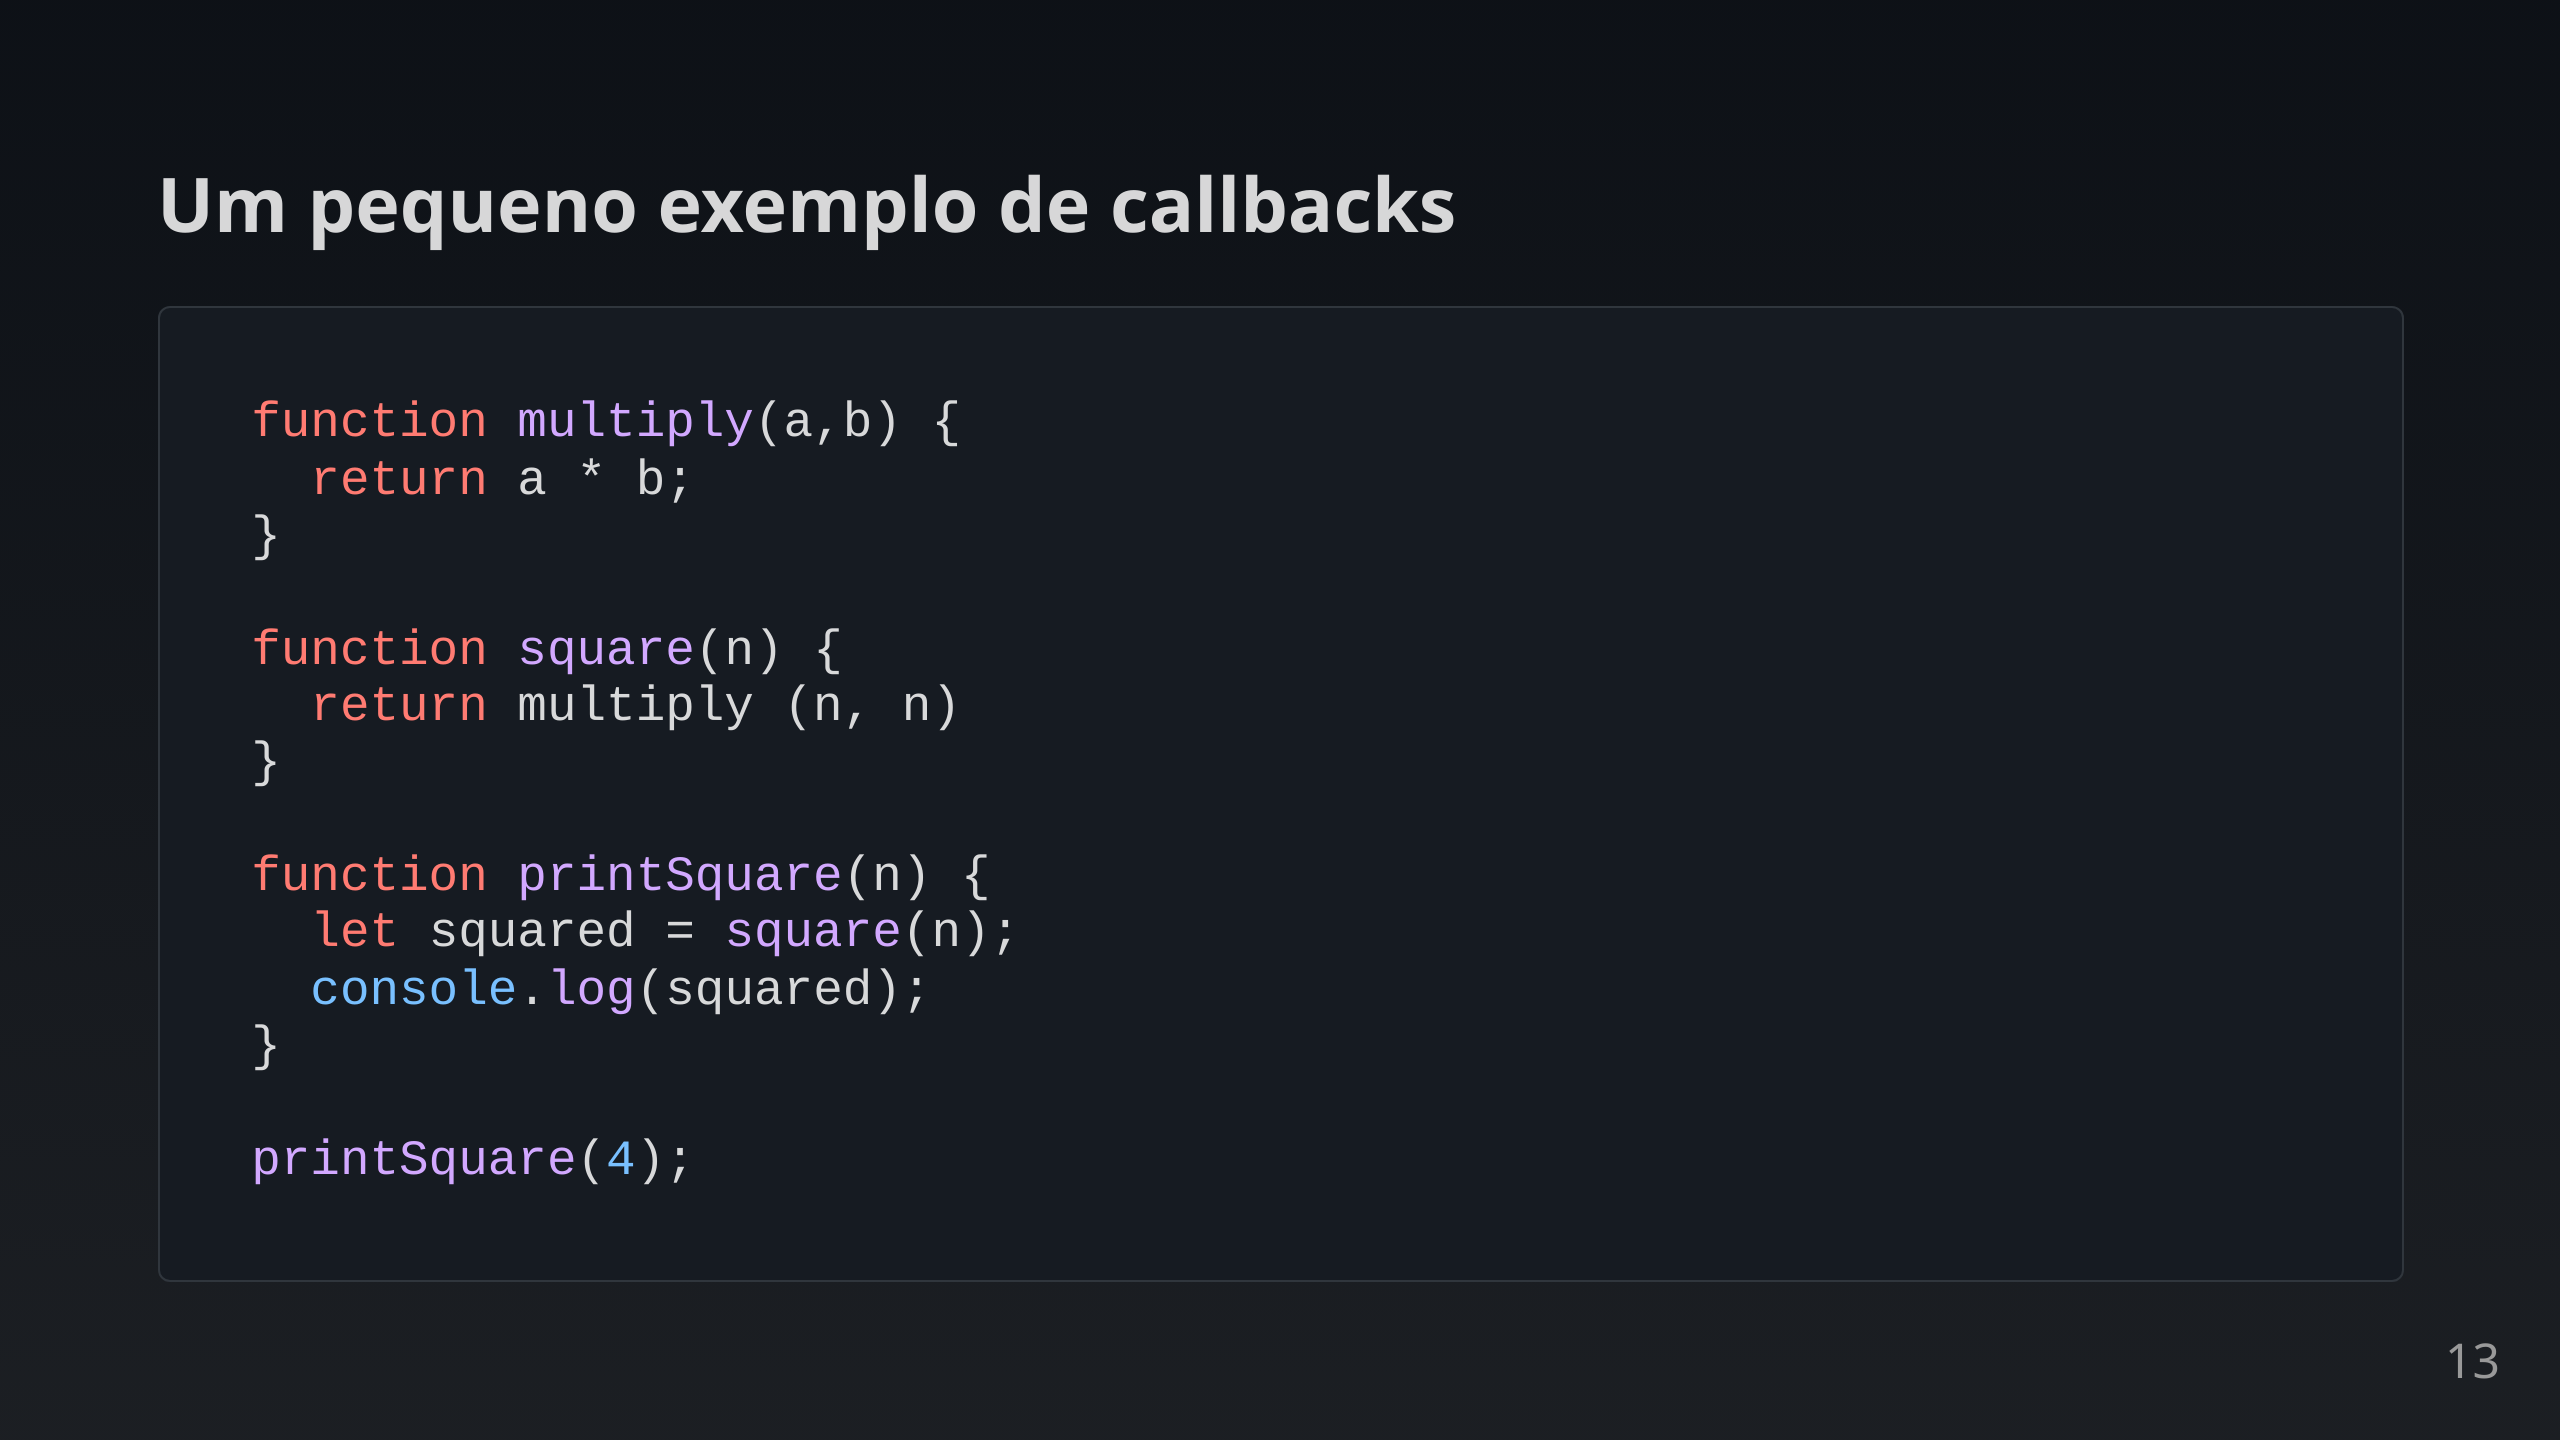 Um pequeno exemplo de callbacks
function multiply(a,b) {
  return a * b;
}
function square(n) {
  return multiply (n, n)
}
function printSquare(n) {
  let squared = square(n);
  console.log(squared);
}
printSquare(4);
13